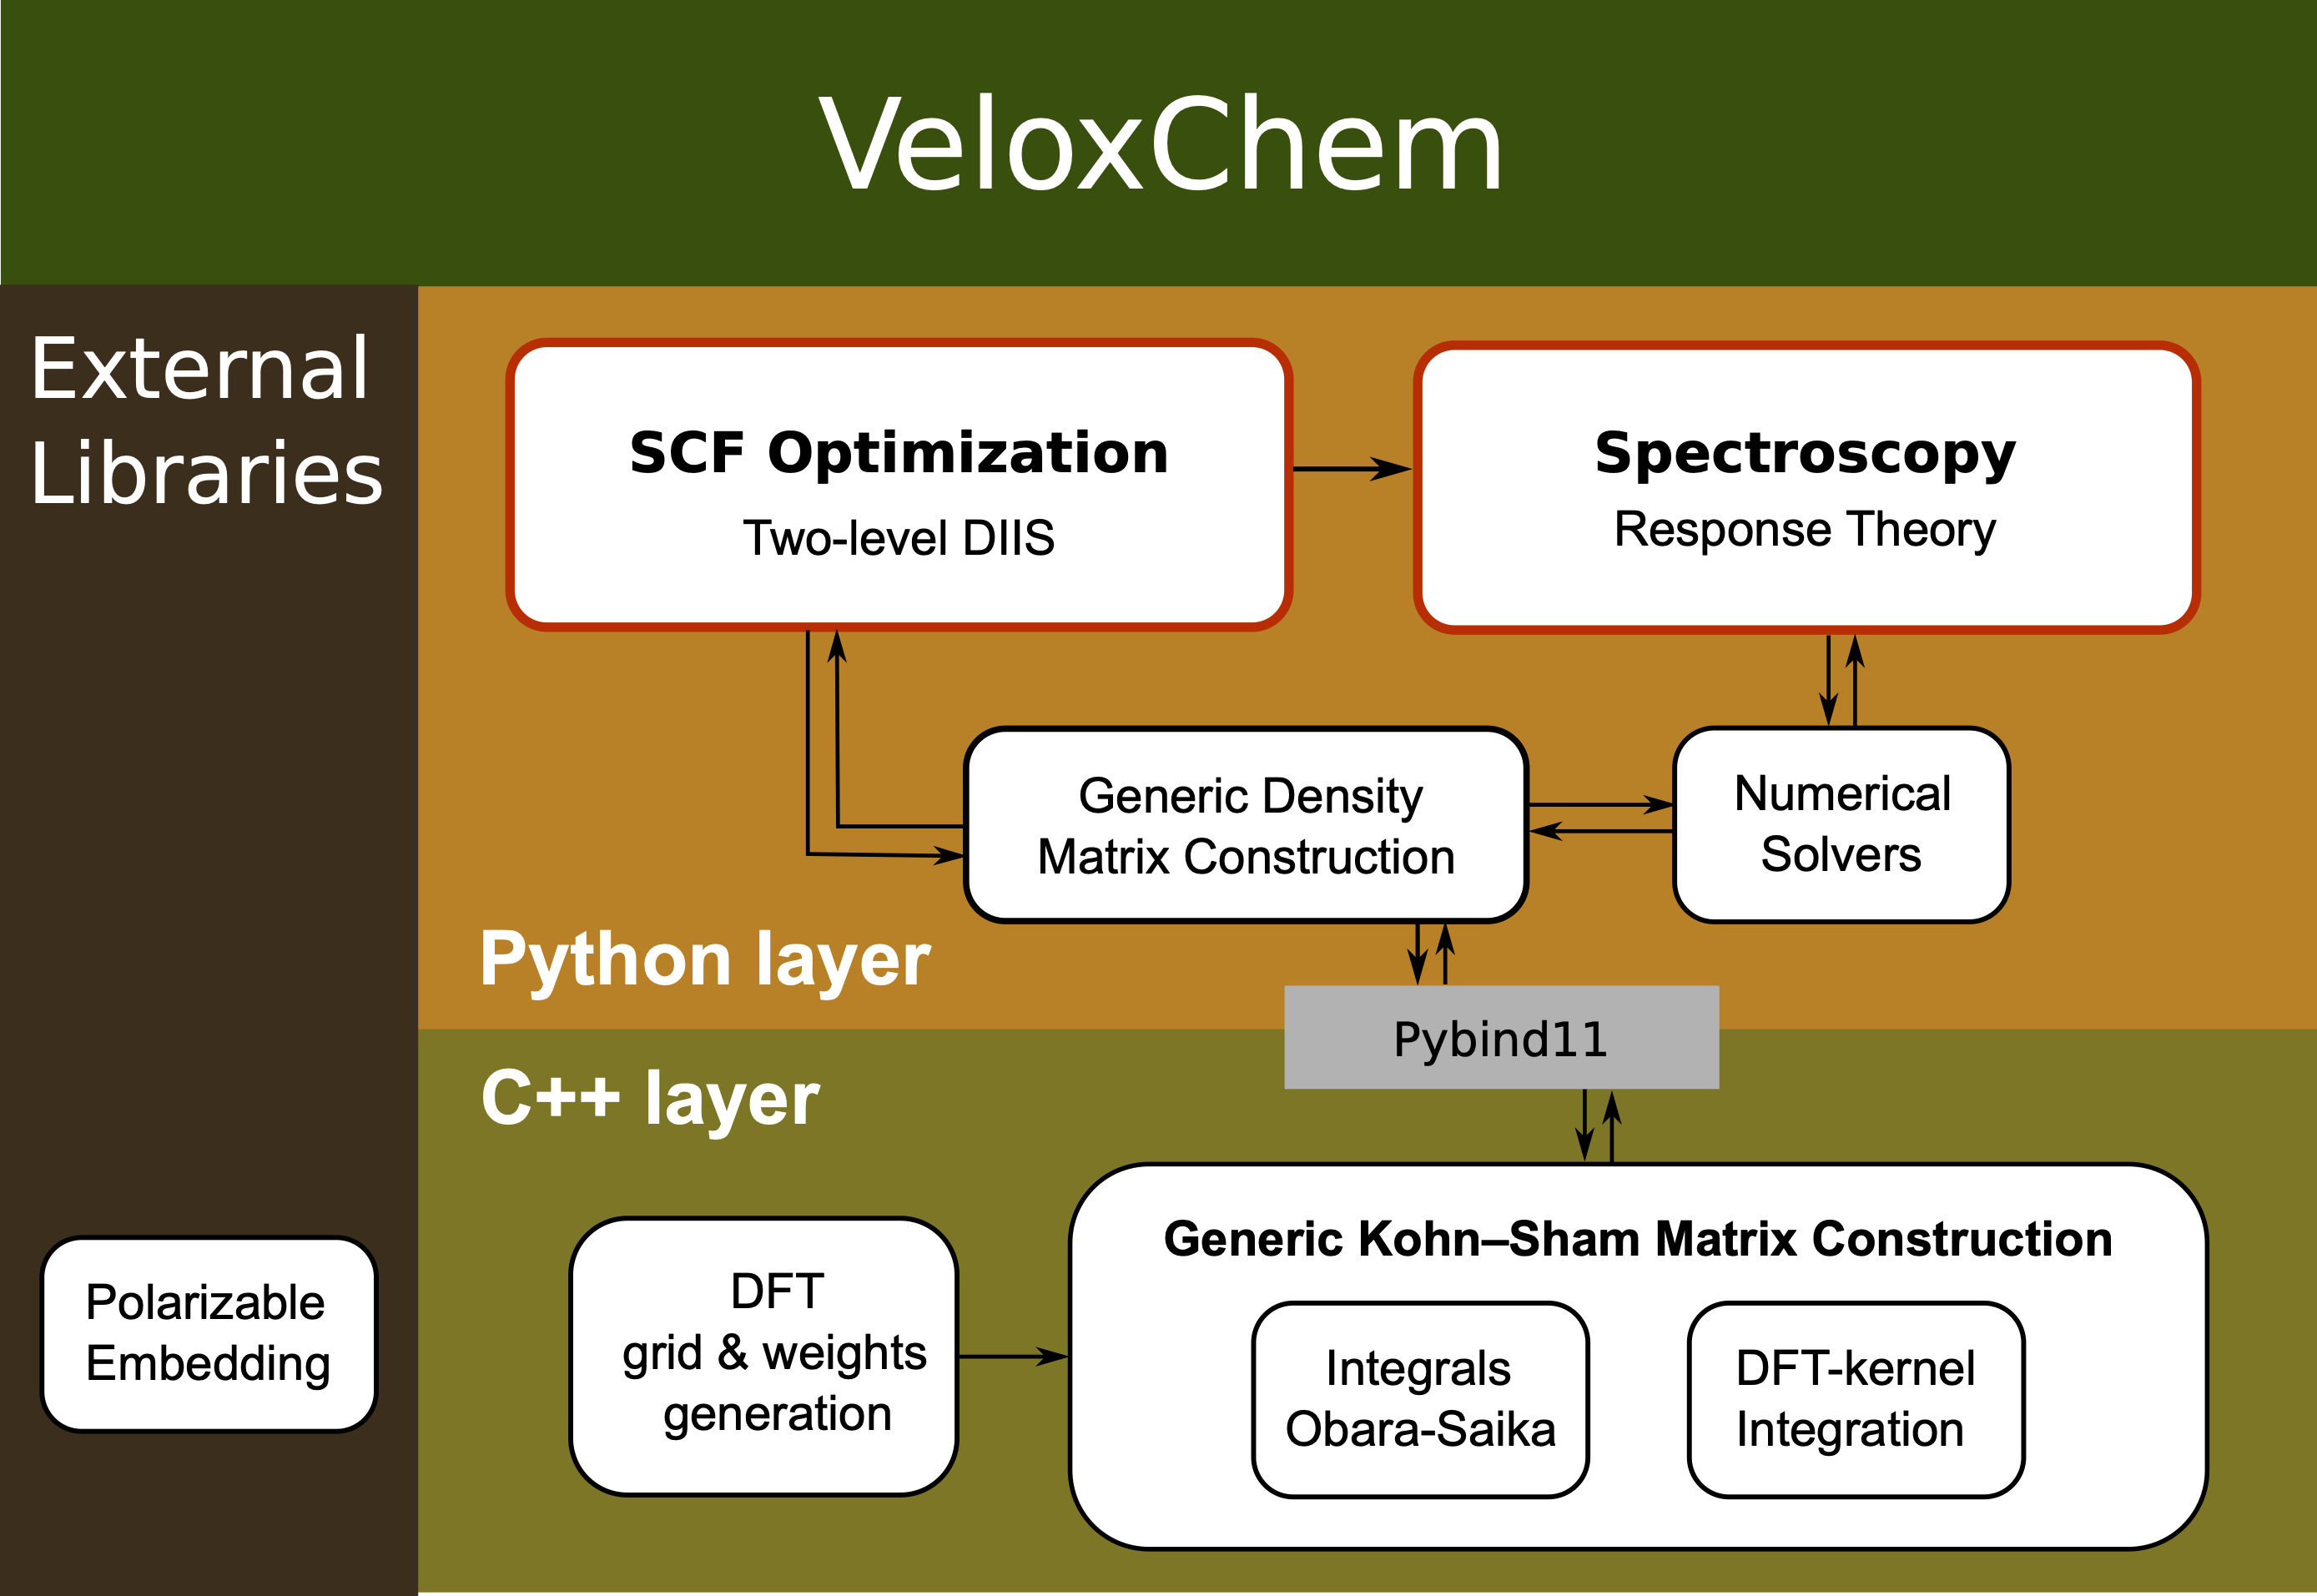 VeloxChem
External
Libraries
SCF Optimization
Two-level DIIS
Spectroscopy
Response Theory
Generic Density
Matrix Construction
Numerical
Solvers
Python layer
Pybind11
C++ layer
Polarizable
Embedding
DFT
grid & weights
generation
Generic Kohn–Sham Matrix Construction
Integrals
Obara-Saika
DFT-kernel
Integration